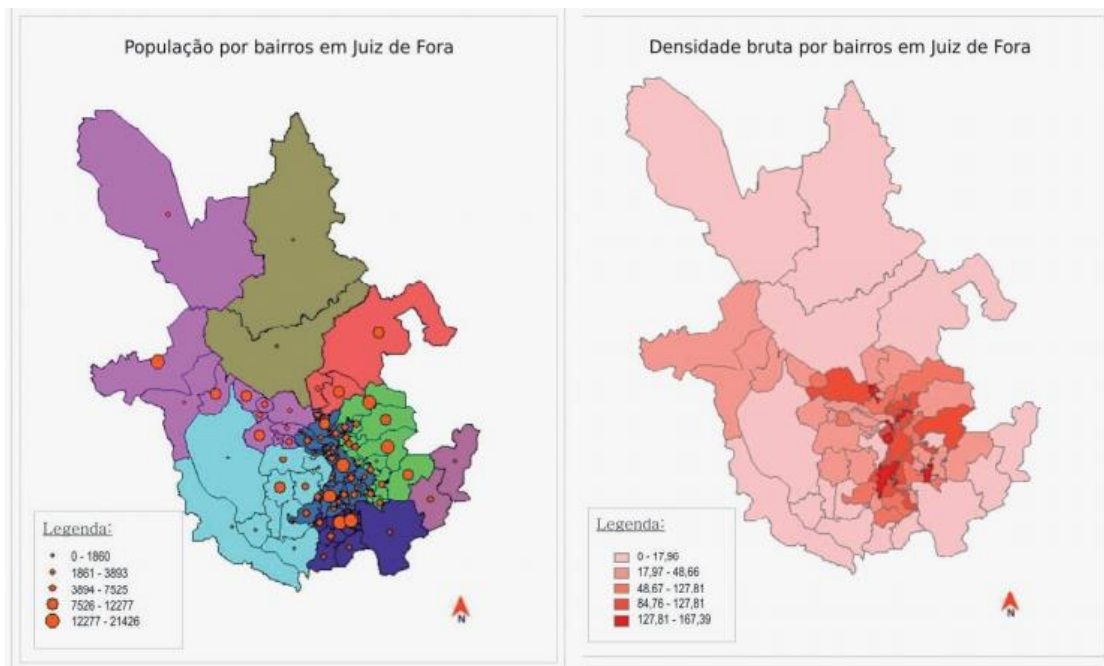 População por bairros em Juiz de Fora
Legenda:
0 - 1860
1861 - 3893
3894 - 7525
7526 - 12277
12277 - 21426
N
Densidade bruta por bairros em Juiz de Fora
Legenda:
0 - 17,96
17,97 - 48,66
48,67 - 127,81
84,76 - 127,81
127,81 - 167,39
N